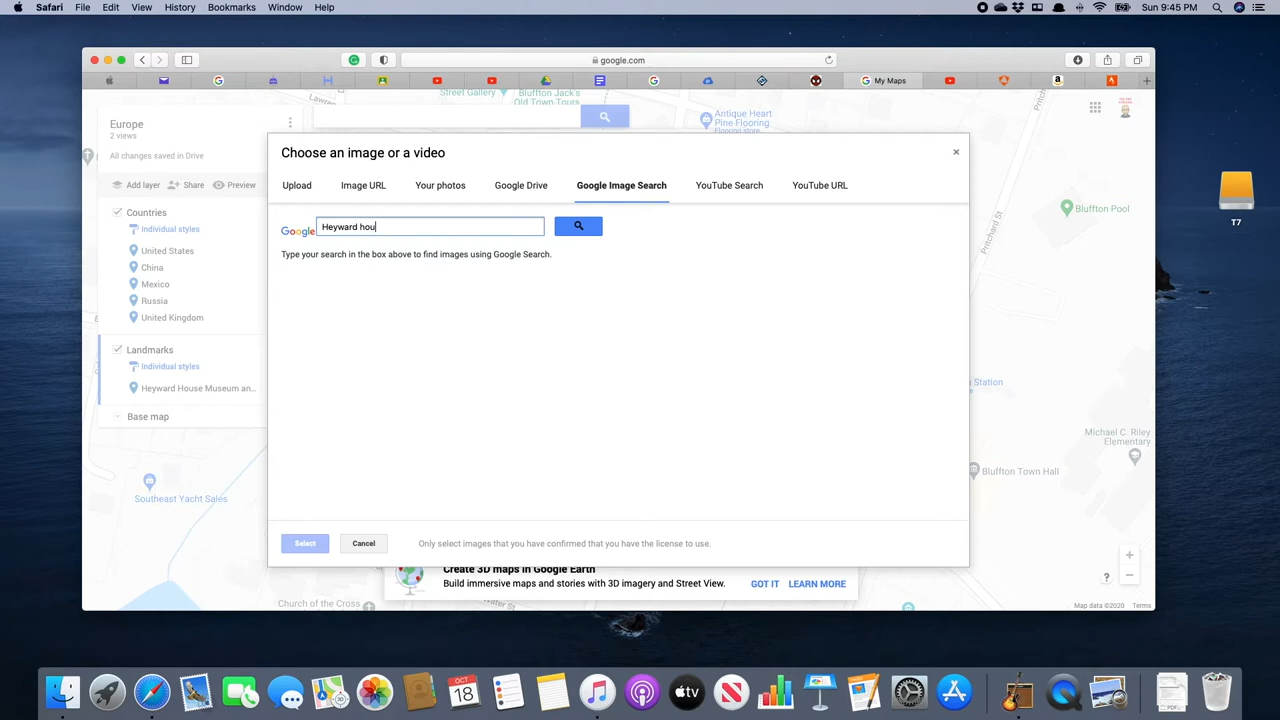 Safari File Edit View History Bookmarks Window Help
Sun 9:45 PM
google.com
My Maps
Street Gallery
Bluffton Jack's
Old Town Tours
Antique Heart
Pine Flooring
Flooring store
Pritchard St
Bluffton Pool
T7
Europe
2 views
All changes saved in Drive
Add layer Share Preview
Countries
Individual styles
United States
China
Mexico
Russia
United Kingdom
Landmarks
Individual styles
Heyward House Museum an...
Base map
Choose an image or a video
×
Upload Image URL Your photos Google Drive Google Image Search YouTube Search YouTube URL
Google Heyward hou
Type your search in the box above to find images using Google Search.
Select Cancel Only select images that you have confirmed that you have the license to use.
Station
Michael C. Riley
Elementary
Bluffton Town Hall
Southeast Yacht Sales
Create 3D maps in Google Earth
Build immersive maps and stories with 3D imagery and Street View. GOT IT LEARN MORE
Church of the Cross
Water St
Map data ©2020 Terms
OCT
18
tv